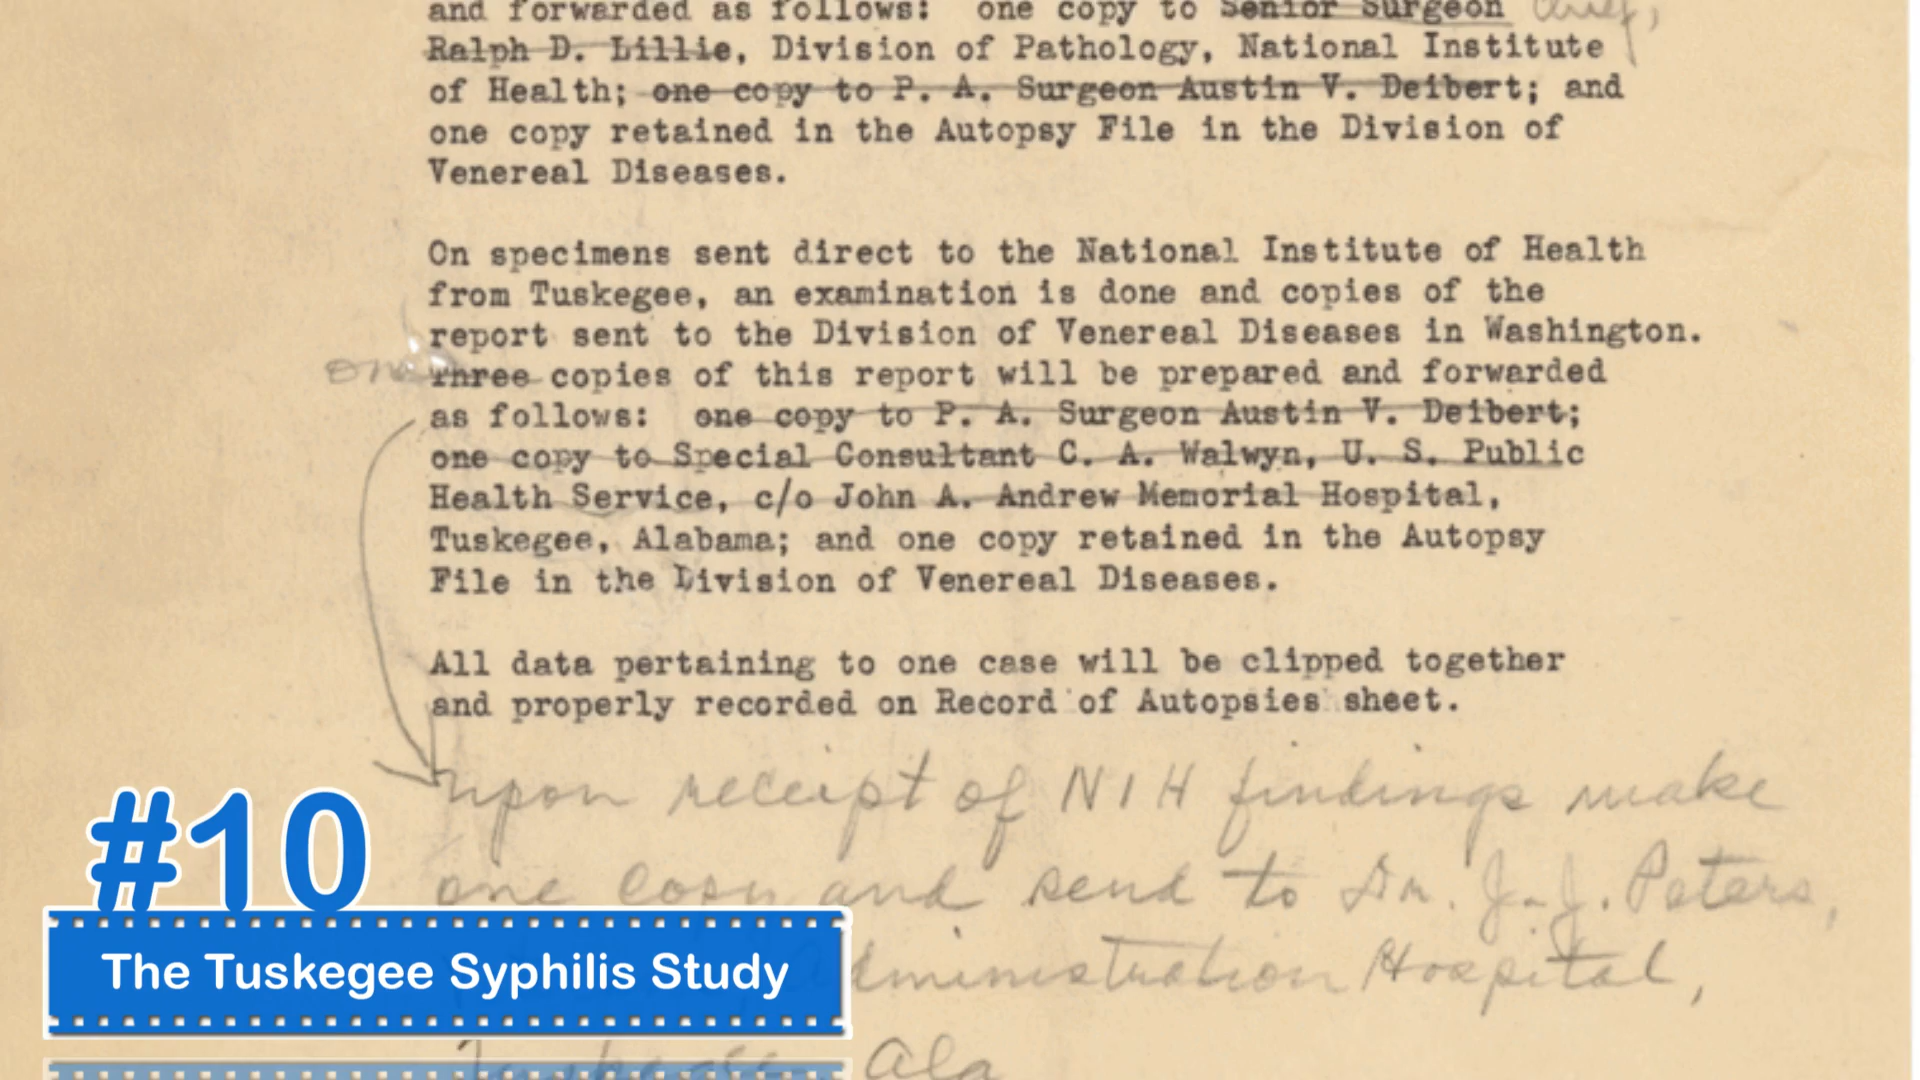 and forwarded as follows: one copy to Senior Surgeon Chief,
Ralph D. Lillie, Division of Pathology, National Institute
of Health; one copy to P. A. Surgeon Austin V. Deibert; and
one copy retained in the Autopsy File in the Division of
Venereal Diseases.
On specimens sent direct to the National Institute of Health
from Tuskegee, an examination is done and copies of the
report sent to the Division of Venereal Diseases in Washington.
one Three copies of this report will be prepared and forwarded
as follows: one copy to P. A. Surgeon Austin V. Deibert;
one copy to Special Consultant C. A. Walwyn, U. S. Public
Health Service, c/o John A. Andrew Memorial Hospital,
Tuskegee, Alabama; and one copy retained in the Autopsy
File in the Division of Venereal Diseases.
All data pertaining to one case will be clipped together
and properly recorded on Record of Autopsies sheet.
Upon receipt of NIH findings make
one copy and send to Dr. J. J. Peters,
Administration Hospital,
Tuskegee, Ala
#10
The Tuskegee Syphilis Study